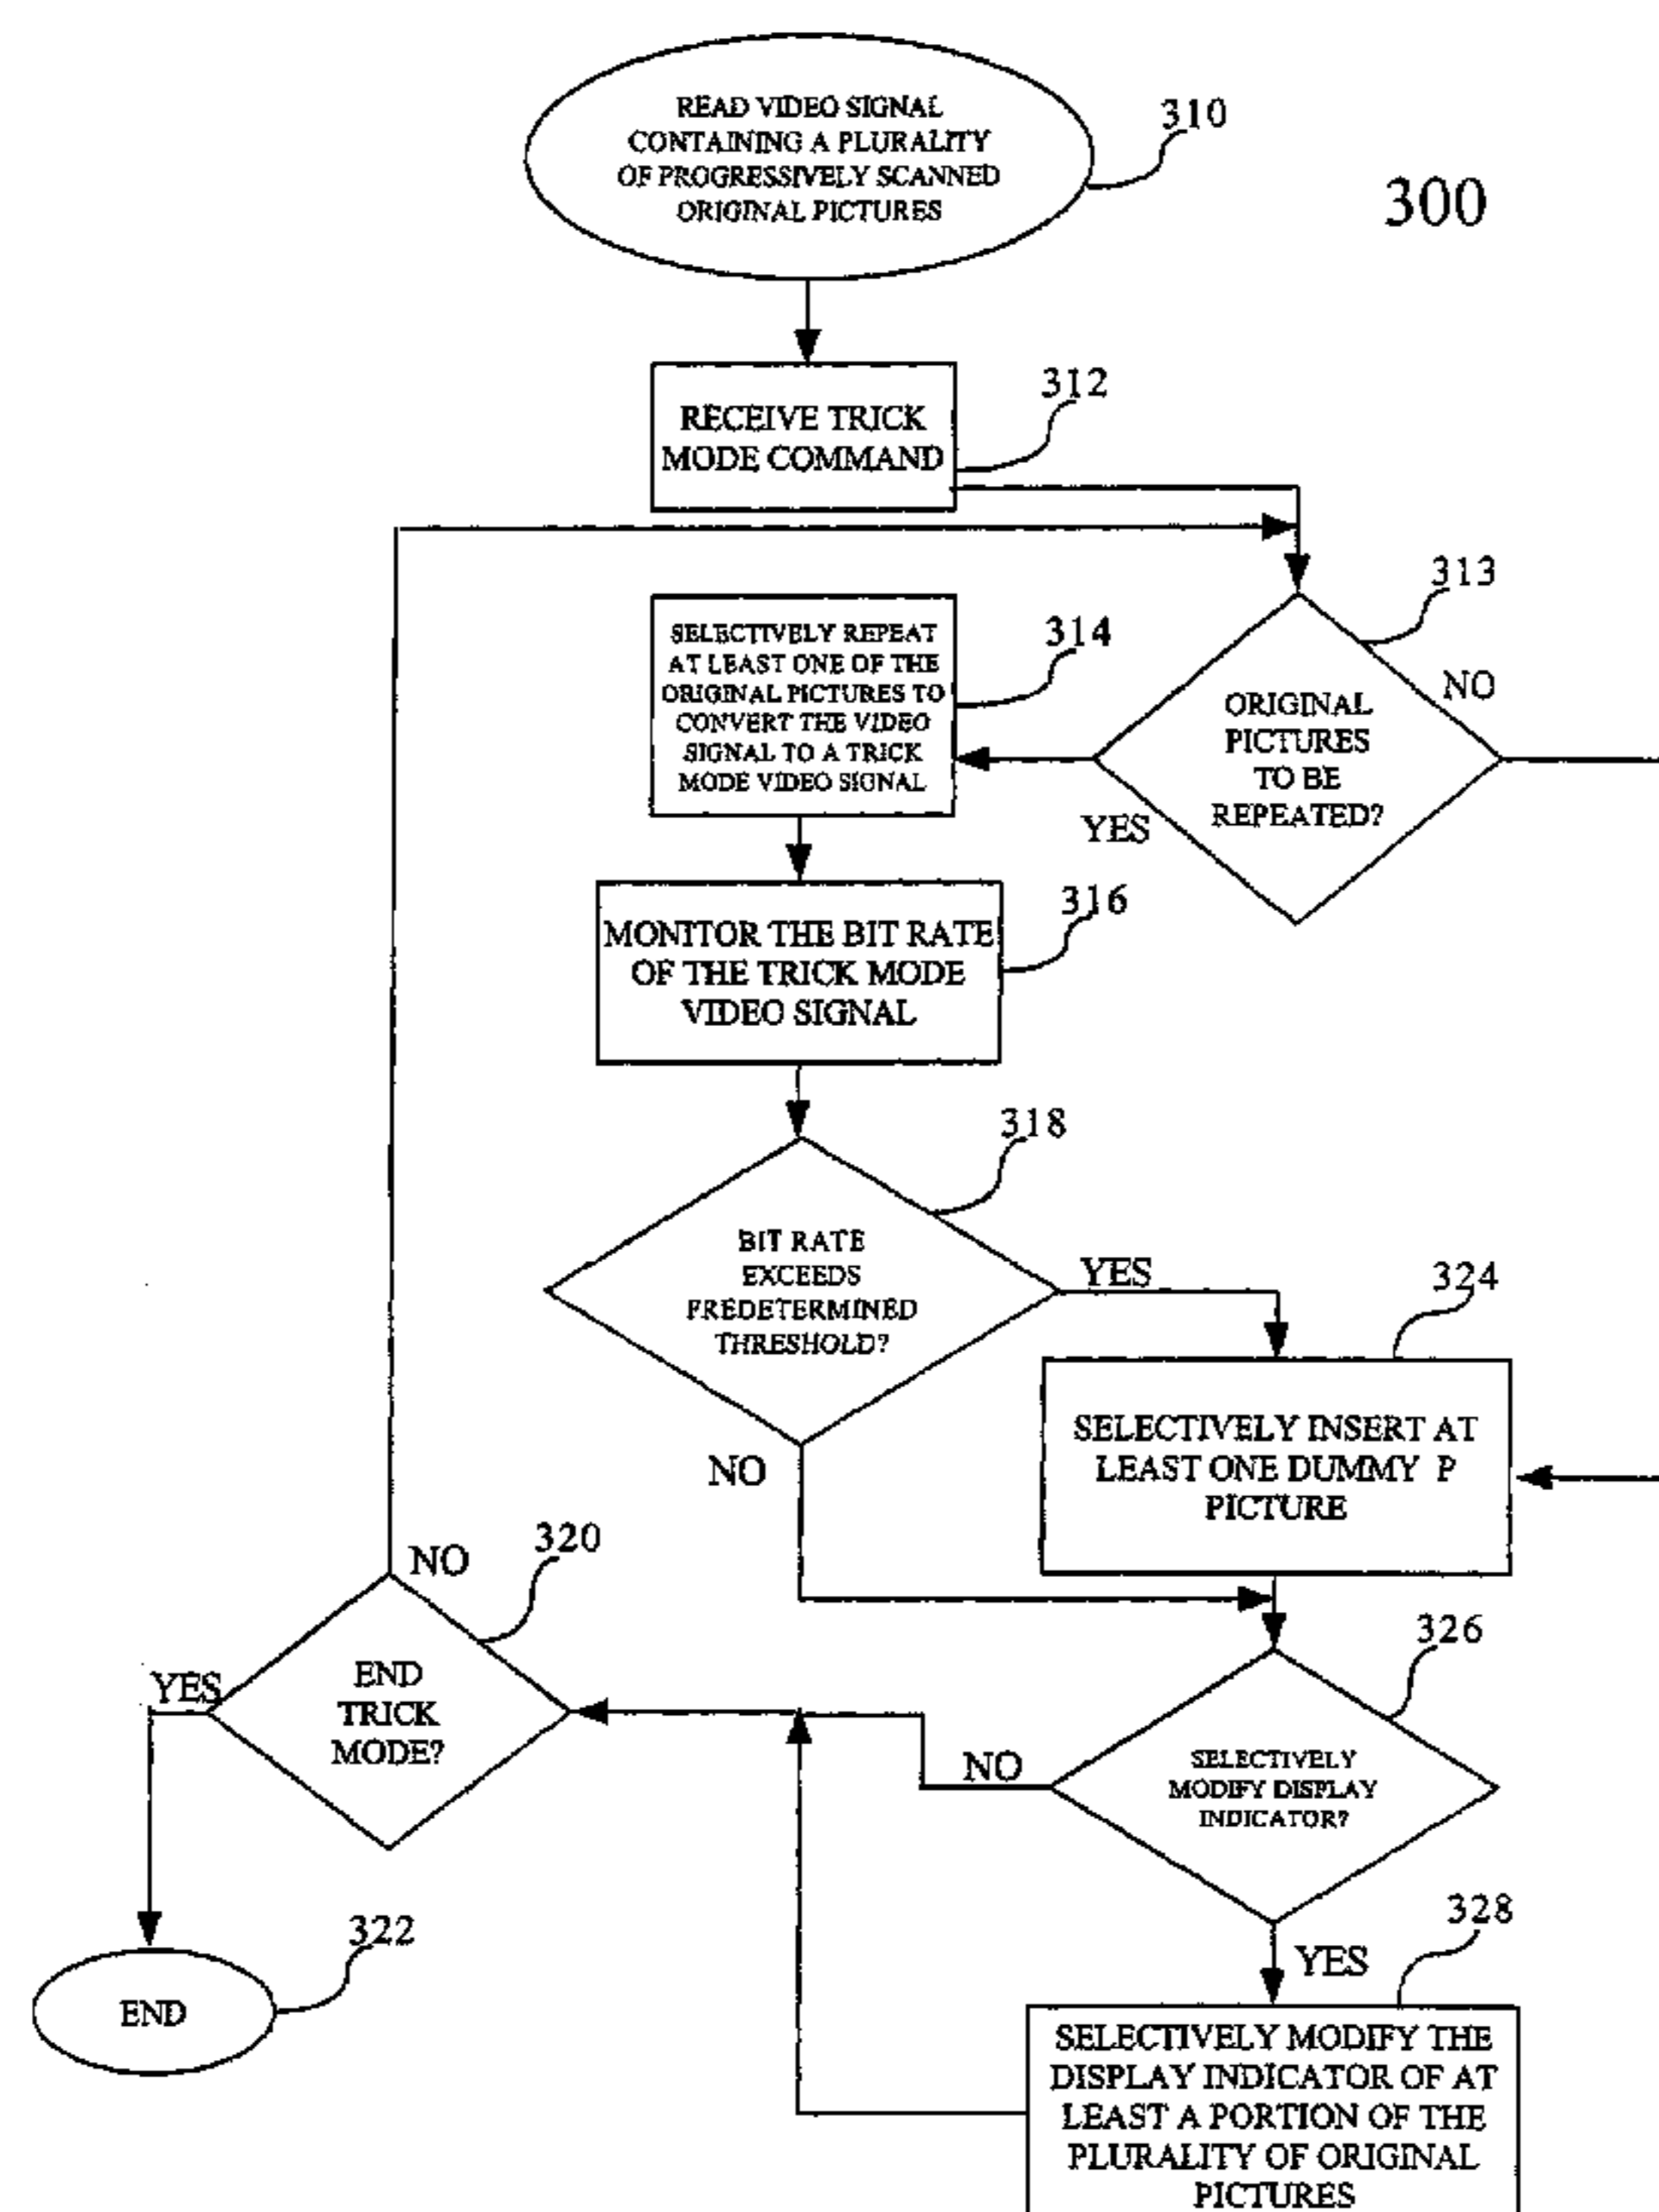 READ VIDEO SIGNAL
CONTAINING A PLURALITY
OF PROGRESSIVELY SCANNED
ORIGINAL PICTURES
310
300
RECEIVE TRICK
MODE COMMAND
312
313
ORIGINAL
PICTURES
TO BE
REPEATED?
NO
YES
SELECTIVELY REPEAT
AT LEAST ONE OF THE
ORIGINAL PICTURES TO
CONVERT THE VIDEO
SIGNAL TO A TRICK
MODE VIDEO SIGNAL
314
MONITOR THE BIT RATE
OF THE TRICK MODE
VIDEO SIGNAL
316
318
BIT RATE
EXCEEDS
PREDETERMINED
THRESHOLD?
YES
NO
324
SELECTIVELY INSERT AT
LEAST ONE DUMMY P
PICTURE
320
NO
END
TRICK
MODE?
YES
326
SELECTIVELY
MODIFY DISPLAY
INDICATOR?
NO
YES
322
END
328
SELECTIVELY MODIFY THE
DISPLAY INDICATOR OF AT
LEAST A PORTION OF THE
PLURALITY OF ORIGINAL
PICTURES